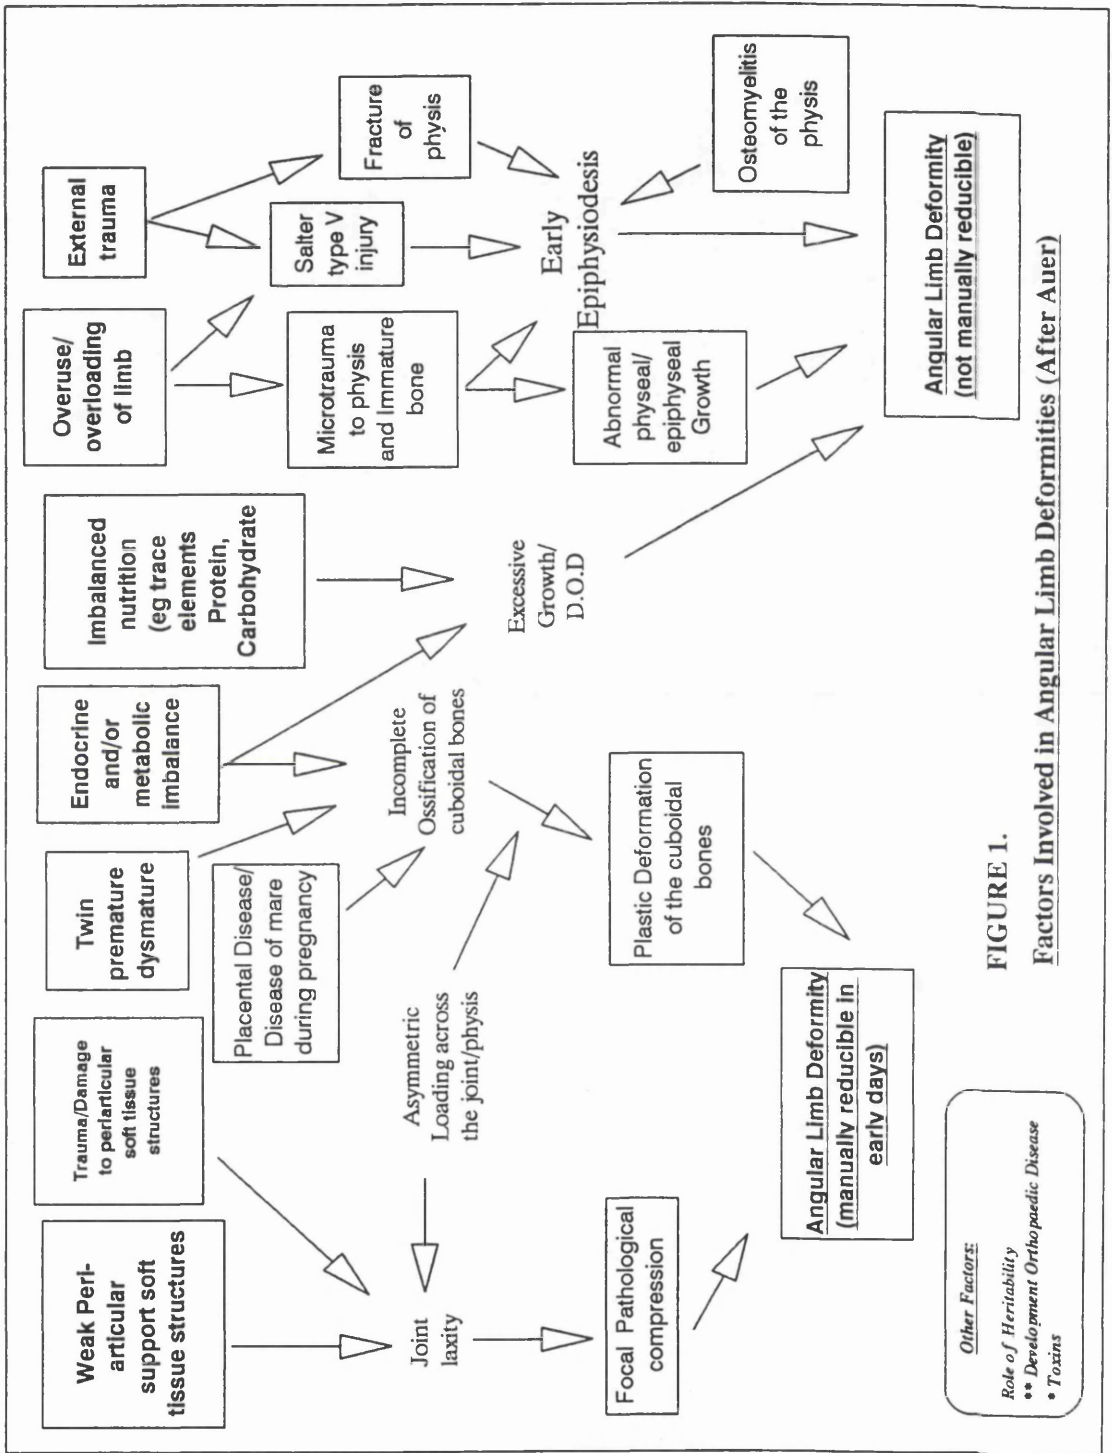 Weak Peri-
articular
support soft
tissue structures
Trauma/Damage
to periarticular
soft tissue
structures
Twin
premature
dysmature
Endocrine
and/or
metabolic
imbalance
Imbalanced
nutrition
(eg trace
elements
Protein,
Carbohydrate
Overuse/
overloading
of limb
External
trauma
Placental Disease/
Disease of mare
during pregnancy
Microtrauma
to physis
and Immature
bone
Salter
type V
injury
Fracture
of
physis
Joint
laxity
Asymmetric
Loading across
the joint/physis
Incomplete
Ossification of
cuboidal bones
Excessive
Growth/
D.O.D
Abnormal
physeal/
epiphyseal
Growth
Early
Epiphysiodesis
Osteomyelitis
of the
physis
Focal Pathological
compression
Plastic Deformation
of the cuboidal
bones
Angular Limb Deformity
(manually reducible in
early days)
Angular Limb Deformity
(not manually reducible)
Other Factors:
Role of Heritability
** Development Orthopaedic Disease
* Toxins
FIGURE 1.
Factors Involved in Angular Limb Deformities (After Auer)